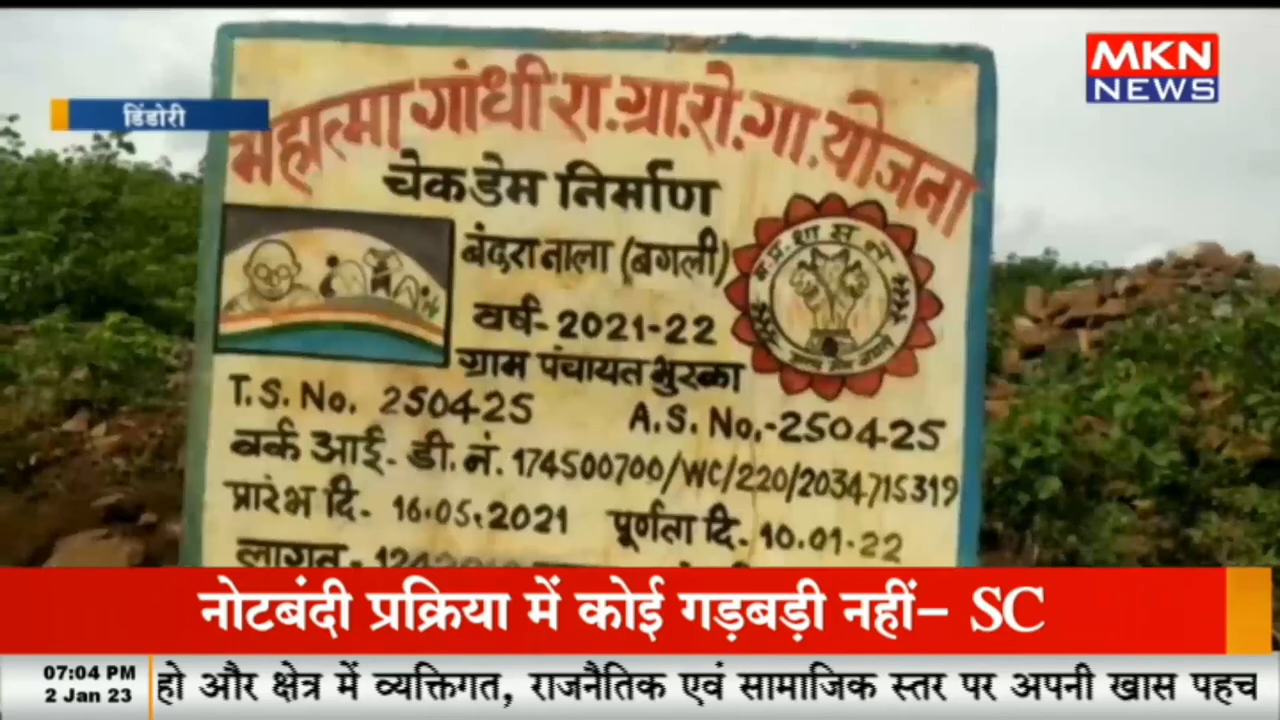 MKN
NEWS
डिंडोरी
महात्मा गांधी रा.ग्रा.रो.गा.योजना
चेकडेम निर्माण
बंदरा नाला (बगली)
वर्ष- 2021-22
ग्राम पंचायत भुरका
म.प्र.शासन
T.S.No. 250425 A.S.No.-250425
वर्क आई. डी. नं. 174500700/WC/220/2034715319
प्रारंभ दि. 16.05.2021 पूर्णता दि. 10.01.22
लागत-
नोटबंदी प्रक्रिया में कोई गड़बड़ी नहीं– SC
07:04 PM
2 Jan 23
हो और क्षेत्र में व्यक्तिगत, राजनैतिक एवं सामाजिक स्तर पर अपनी खास पहच